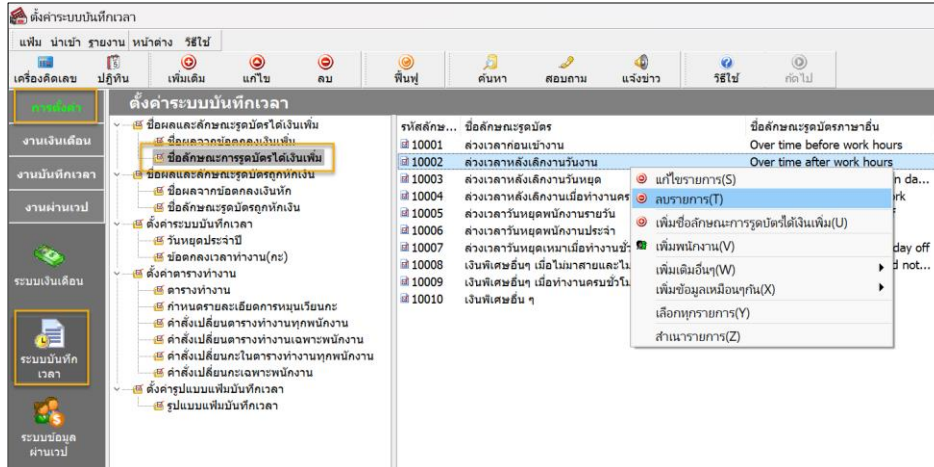 ตั้งค่าระบบบันทึกเวลา
แฟ้ม นำเข้า รายงาน หน้าต่าง วิธีใช้
เครื่องคิดเลข ปฏิทิน เพิ่มเติม แก้ไข ลบ ฟื้นฟู ค้นหา สอบถาม แจ้งข่าว วิธีใช้ ถัดไป
การตั้งค่า
งานเงินเดือน
งานบันทึกเวลา
งานผ่านเวป
ระบบเงินเดือน
ระบบบันทึก
เวลา
ระบบข้อมูล
ผ่านเวป
ตั้งค่าระบบบันทึกเวลา
ชื่อผลและลักษณะรูดบัตรได้เงินเพิ่ม
ชื่อผลจากข้อตกลงเงินเพิ่ม
ชื่อลักษณะการรูดบัตรได้เงินเพิ่ม
ชื่อผลและลักษณะรูดบัตรถูกหักเงิน
ชื่อผลจากข้อตกลงเงินหัก
ชื่อลักษณะรูดบัตรถูกหักเงิน
ตั้งค่าระบบบันทึกเวลา
วันหยุดประจำปี
ข้อตกลงเวลาทำงาน(กะ)
ตั้งค่าตารางทำงาน
ตารางทำงาน
กำหนดรายละเอียดการหมุนเวียนกะ
คำสั่งเปลี่ยนตารางทำงานทุกพนักงาน
คำสั่งเปลี่ยนตารางทำงานเฉพาะพนักงาน
คำสั่งเปลี่ยนกะในตารางทำงานทุกพนักงาน
คำสั่งเปลี่ยนกะเฉพาะพนักงาน
ตั้งค่ารูปแบบแฟ้มบันทึกเวลา
รูปแบบแฟ้มบันทึกเวลา
รหัสลักษ... ชื่อลักษณะรูดบัตร ชื่อลักษณะรูดบัตรภาษาอื่น
10001 ล่วงเวลาก่อนเข้างาน Over time before work hours
10002 ล่วงเวลาหลังเลิกงานวันงาน Over time after work hours
10003 ล่วงเวลาหลังเลิกงานวันหยุด n da...
10004 ล่วงเวลาหลังเลิกงานเมื่อทำงานคร rk
10005 ล่วงเวลาวันหยุดพนักงานรายวัน
10006 ล่วงเวลาวันหยุดพนักงานประจำ
10007 ล่วงเวลาวันหยุดเหมาเมื่อทำงานชั่ว day off
10008 เงินพิเศษอื่นๆ เมื่อไม่มาสายและไม d not...
10009 เงินพิเศษอื่นๆ เมื่อทำงานครบชั่วโม
10010 เงินพิเศษอื่น ๆ
แก้ไขรายการ(S)
ลบรายการ(T)
เพิ่มชื่อลักษณะการรูดบัตรได้เงินเพิ่ม(U)
เพิ่มพนักงาน(V)
เพิ่มเติมอื่นๆ(W)
เพิ่มข้อมูลเหมือนๆกัน(X)
เลือกทุกรายการ(Y)
สำเนารายการ(Z)